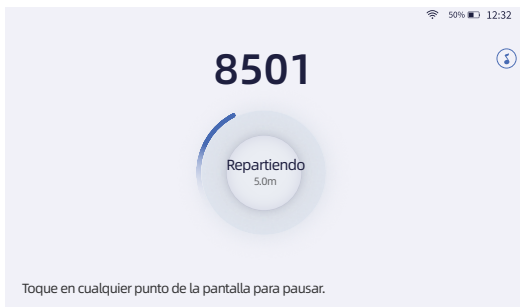 50% 12:32
8501
Repartiendo
5.0m
Toque en cualquier punto de la pantalla para pausar.